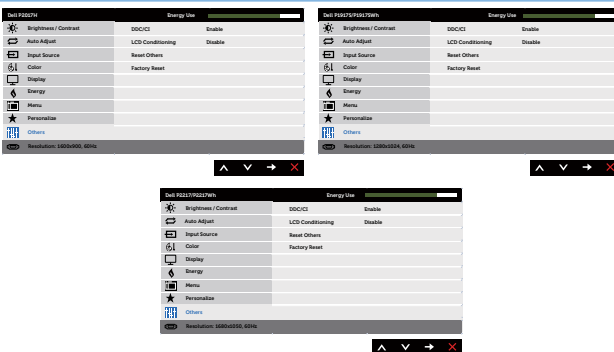 Dell P2017H Energy Use
Brightness / Contrast DDC/CI Enable
Auto Adjust LCD Conditioning Disable
Input Source Reset Others
Color Factory Reset
Display
Energy
Menu
Personalize
Others
Resolution: 1600x900, 60Hz
Dell P1917S/P1917SWh Energy Use
Brightness / Contrast DDC/CI Enable
Auto Adjust LCD Conditioning Disable
Input Source Reset Others
Color Factory Reset
Display
Energy
Menu
Personalize
Others
Resolution: 1280x1024, 60Hz
Dell P2217/P2217Wh Energy Use
Brightness / Contrast DDC/CI Enable
Auto Adjust LCD Conditioning Disable
Input Source Reset Others
Color Factory Reset
Display
Energy
Menu
Personalize
Others
Resolution: 1680x1050, 60Hz